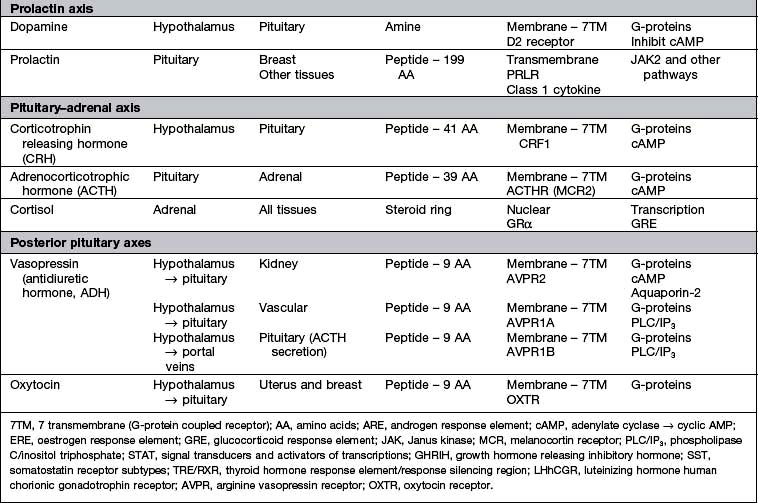 Prolactin axis
Dopamine Hypothalamus Pituitary Amine Membrane – 7TM G-proteins
D2 receptor Inhibit cAMP
Prolactin Pituitary Breast Peptide – 199 Transmembrane JAK2 and other
Other tissues AA PRLR pathways
Class 1 cytokine
Pituitary–adrenal axis
Corticotrophin Hypothalamus Pituitary Peptide – 41 AA Membrane – 7TM G-proteins
releasing hormone CRF1 cAMP
(CRH)
Adrenocorticotrophic Pituitary Adrenal Peptide – 39 AA Membrane – 7TM G-proteins
hormone (ACTH) ACTHR (MCR2) cAMP
Cortisol Adrenal All tissues Steroid ring Nuclear Transcription
GRα GRE
Posterior pituitary axes
Vasopressin Hypothalamus Kidney Peptide – 9 AA Membrane – 7TM G-proteins
(antidiuretic → pituitary AVPR2 cAMP
hormone, ADH) Aquaporin-2
Hypothalamus Vascular Peptide – 9 AA Membrane – 7TM G-proteins
→ pituitary AVPR1A PLC/IP₃
Hypothalamus Pituitary (ACTH Peptide – 9 AA Membrane – 7TM G-proteins
→ portal secretion) AVPR1B PLC/IP₃
veins
Oxytocin Hypothalamus Uterus and breast Peptide – 9 AA Membrane – 7TM G-proteins
→ pituitary OXTR
7TM, 7 transmembrane (G-protein coupled receptor); AA, amino acids; ARE, androgen response element; cAMP, adenylate cyclase → cyclic AMP;
ERE, oestrogen response element; GRE, glucocorticoid response element; JAK, Janus kinase; MCR, melanocortin receptor; PLC/IP₃, phospholipase
C/inositol triphosphate; STAT, signal transducers and activators of transcriptions; GHRIH, growth hormone releasing inhibitory hormone; SST,
somatostatin receptor subtypes; TRE/RXR, thyroid hormone response element/response silencing region; LHhCGR, luteinizing hormone human
chorionic gonadotrophin receptor; AVPR, arginine vasopressin receptor; OXTR, oxytocin receptor.